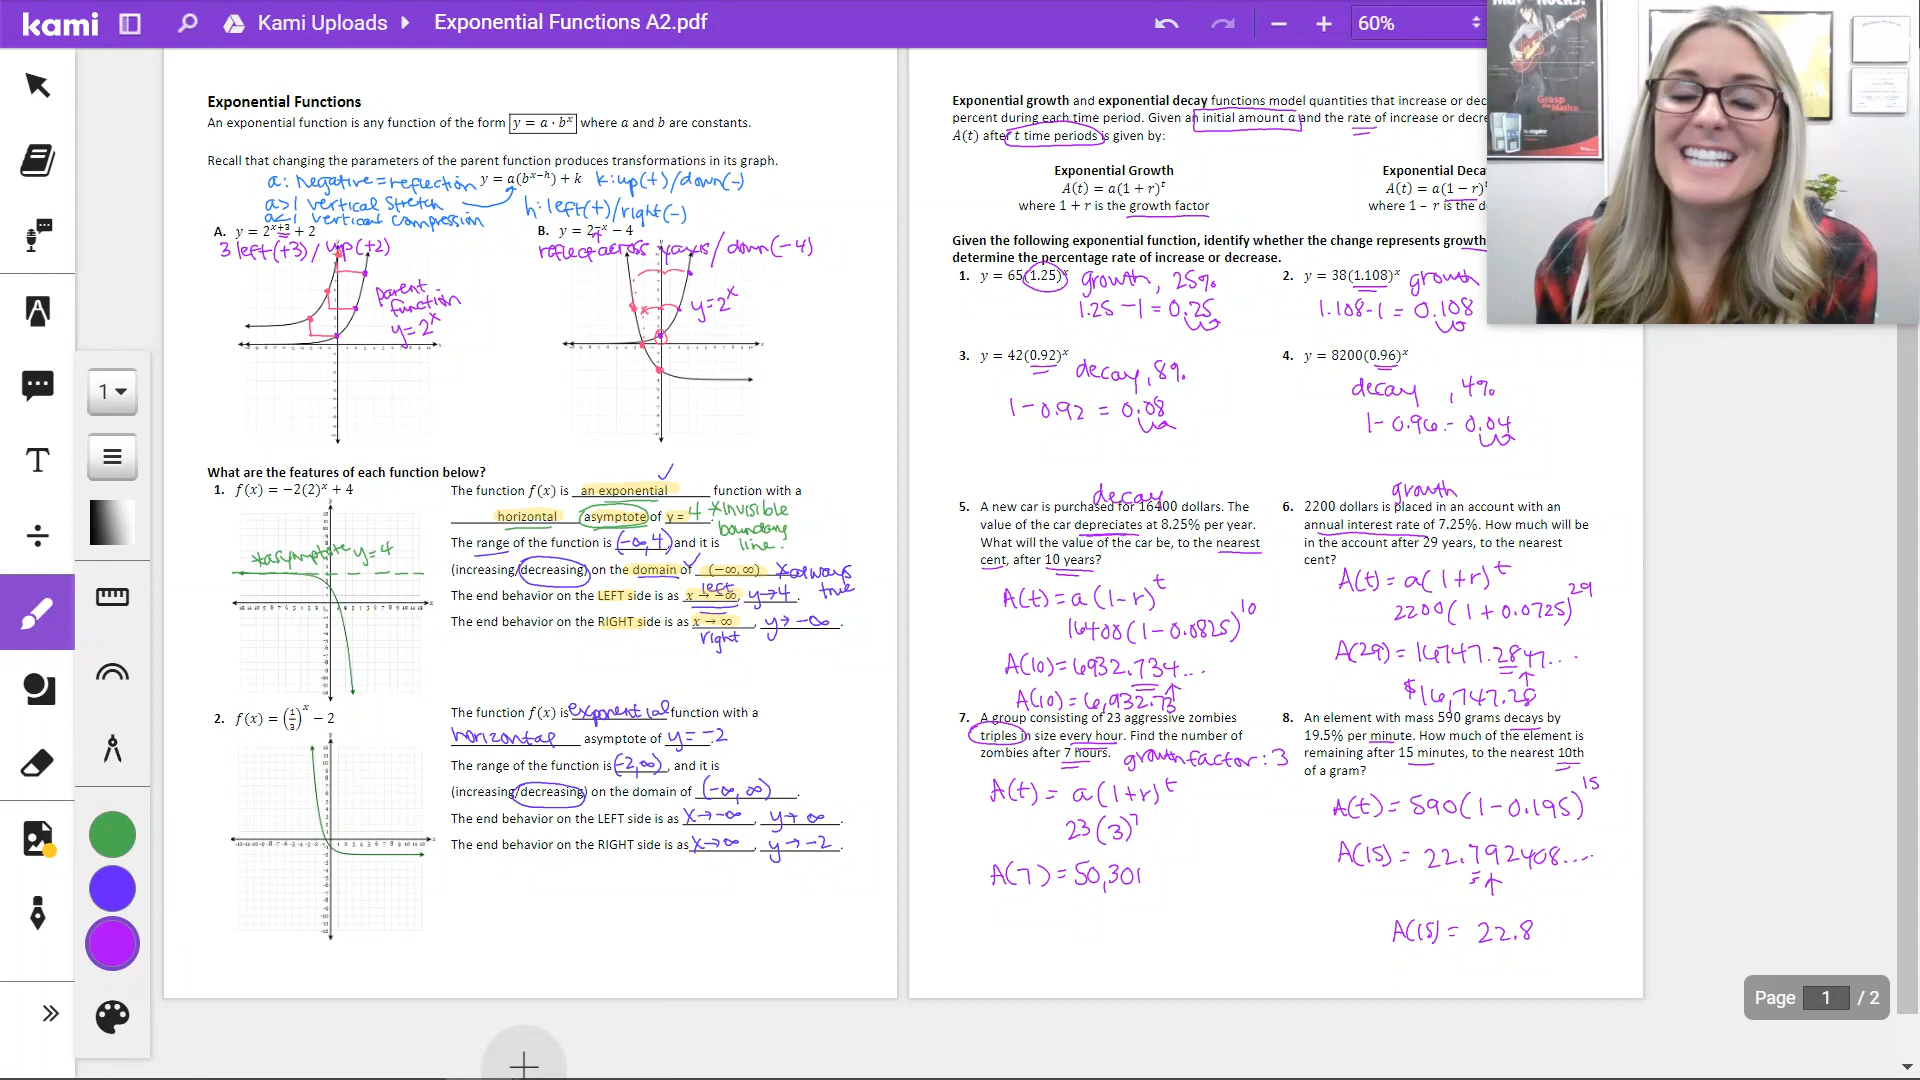 kami
Kami Uploads
Exponential Functions A2.pdf
60%
Exponential Functions
An exponential function is any function of the form y = a · bˣ where a and b are constants.
Recall that changing the parameters of the parent function produces transformations in its graph.
a: negative = reflection y = a(bˣ⁻ʰ) + k k: up(+)/down(-)
a>1 vertical stretch
a<1 vertical compression h: left(+)/right(-)
A. y = 2ˣ⁺³ + 2
3 left(+3)/up(+2)
parent function: y=2ˣ
B. y = 2⁻ˣ − 4
reflect across y axis/down(-4)
y=2ˣ
What are the features of each function below?
1. f(x) = −2(2)ˣ + 4
*asymptote y=4
The function f(x) is an exponential function with a
horizontal asymptote of y = 4 *invisible boundary line.
The range of the function is (-∞,4) and it is
(increasing/decreasing) on the domain of (−∞, ∞) *always true
The end behavior on the LEFT side is as x → −∞, y→4.
left
The end behavior on the RIGHT side is as x → ∞, y→ -∞.
right
2. f(x) = (1/3)ˣ − 2
The function f(x) is exponential function with a
horizontal asymptote of y = -2.
The range of the function is (-2,∞), and it is
(increasing/decreasing) on the domain of (-∞,∞).
The end behavior on the LEFT side is as x→-∞, y→ ∞.
The end behavior on the RIGHT side is as x→∞, y→ -2.
Exponential growth and exponential decay functions model quantities that increase or
percent during each time period. Given an initial amount a and the rate of increase or
A(t) after t time periods is given by:
Exponential Growth
A(t) = a(1 + r)ᵗ
where 1 + r is the growth factor
Exponential
A(t) = a(1 − r)ᵗ
where 1 − r is the
Given the following exponential function, identify whether the change represents growth
determine the percentage rate of increase or decrease.
1. y = 65(1.25)ˣ growth, 25%
1.25 - 1 = 0.25
2. y = 38(1.108)ˣ growth
1.108 - 1 = 0.108
3. y = 42(0.92)ˣ decay, 8%
1 - 0.92 = 0.08
4. y = 8200(0.96)ˣ
decay, 4%
1 - 0.96 = 0.04
decay
5. A new car is purchased for 16400 dollars. The
value of the car depreciates at 8.25% per year.
What will the value of the car be, to the nearest
cent, after 10 years?
A(t) = a(1-r)ᵗ
16400(1-0.0825)¹⁰
A(10) = 6932.734...
A(10) = 6,932.73
growth
6. 2200 dollars is placed in an account with an
annual interest rate of 7.25%. How much will be
in the account after 29 years, to the nearest
cent?
A(t) = a(1+r)ᵗ
2200(1+0.0725)²⁹
A(29) = 16747.2847...
$16,747.28
7. A group consisting of 23 aggressive zombies
triples in size every hour. Find the number of
zombies after 7 hours. growth factor: 3
A(t) = a(1+r)ᵗ
23(3)⁷
A(7) = 50,301
8. An element with mass 590 grams decays by
19.5% per minute. How much of the element is
remaining after 15 minutes, to the nearest 10th
of a gram?
A(t) = 590(1-0.195)¹⁵
A(15) = 22.792408....
A(15) = 22.8
Grasp
the Math
1
T
Page 1 / 2